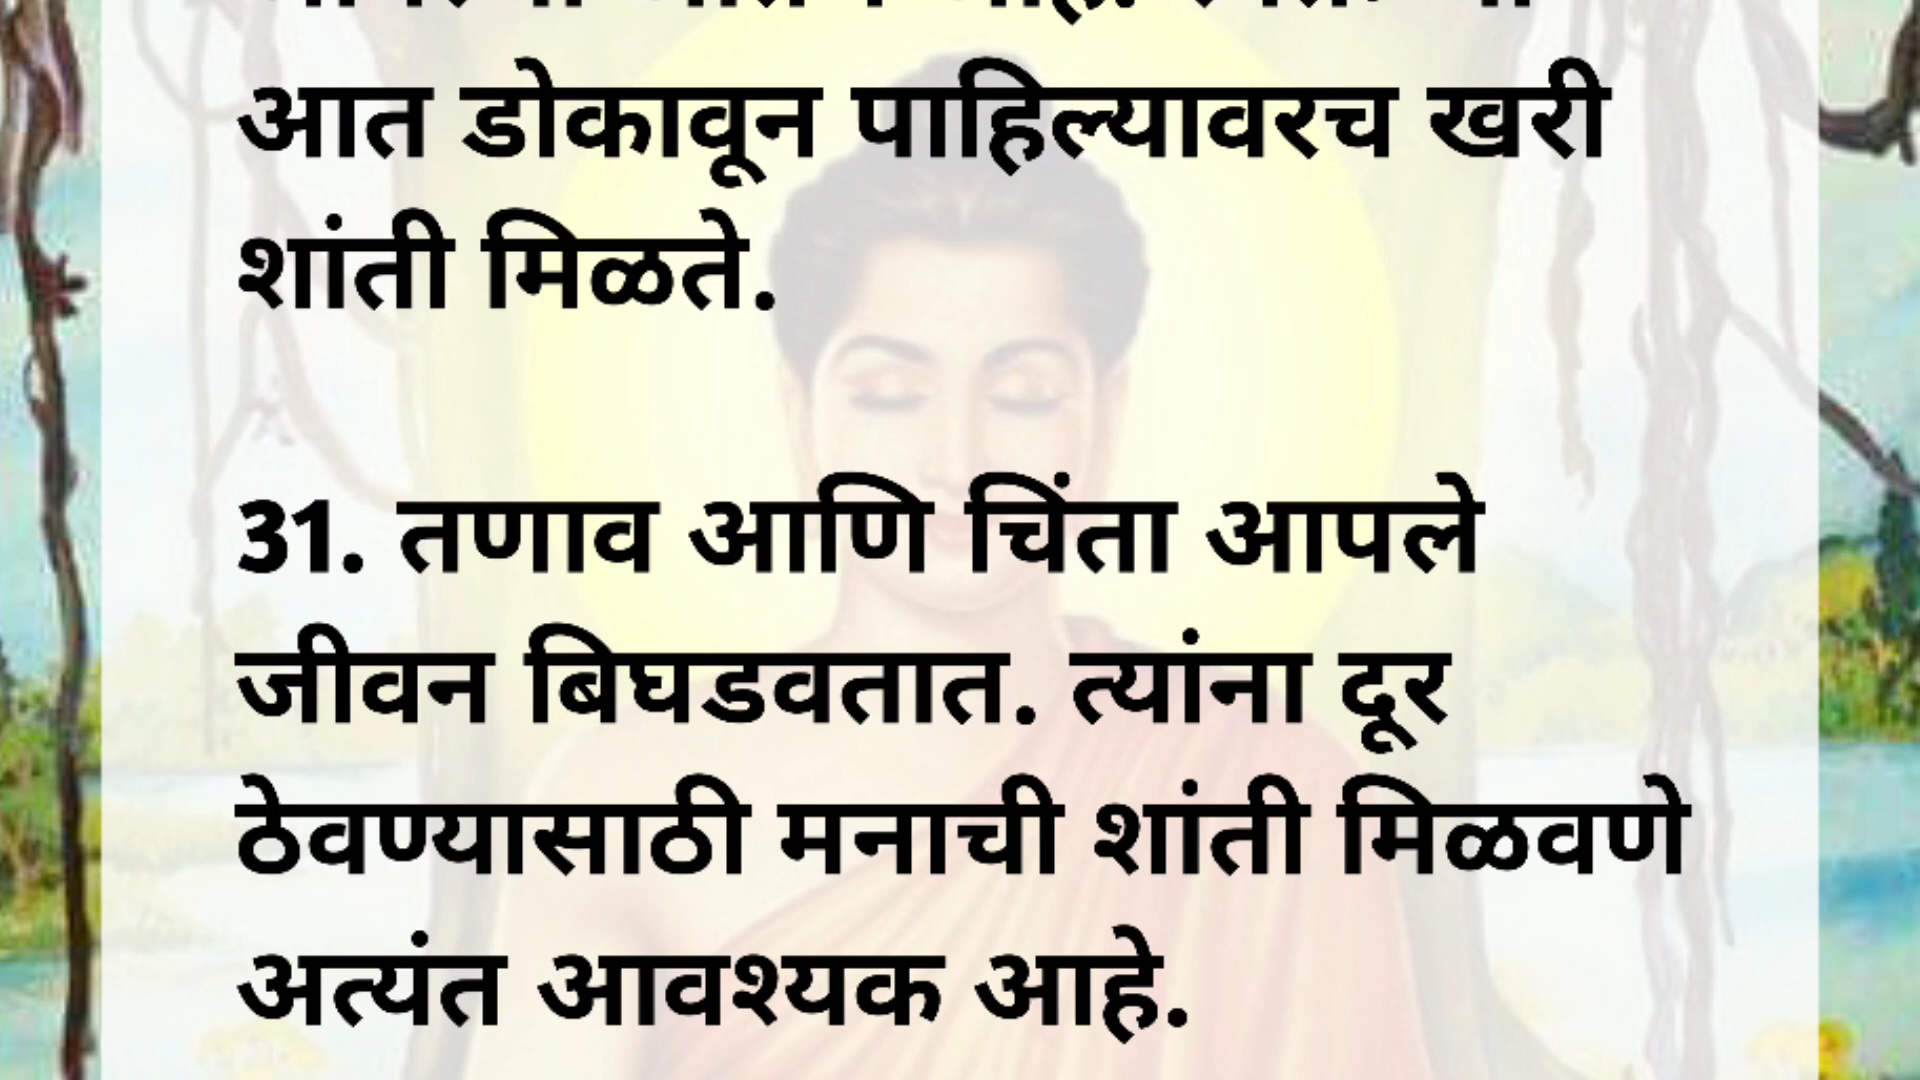 आत डोकावून पाहिल्यावरच खरी
शांती मिळते.
31. तणाव आणि चिंता आपले
जीवन बिघडवतात. त्यांना दूर
ठेवण्यासाठी मनाची शांती मिळवणे
अत्यंत आवश्यक आहे.